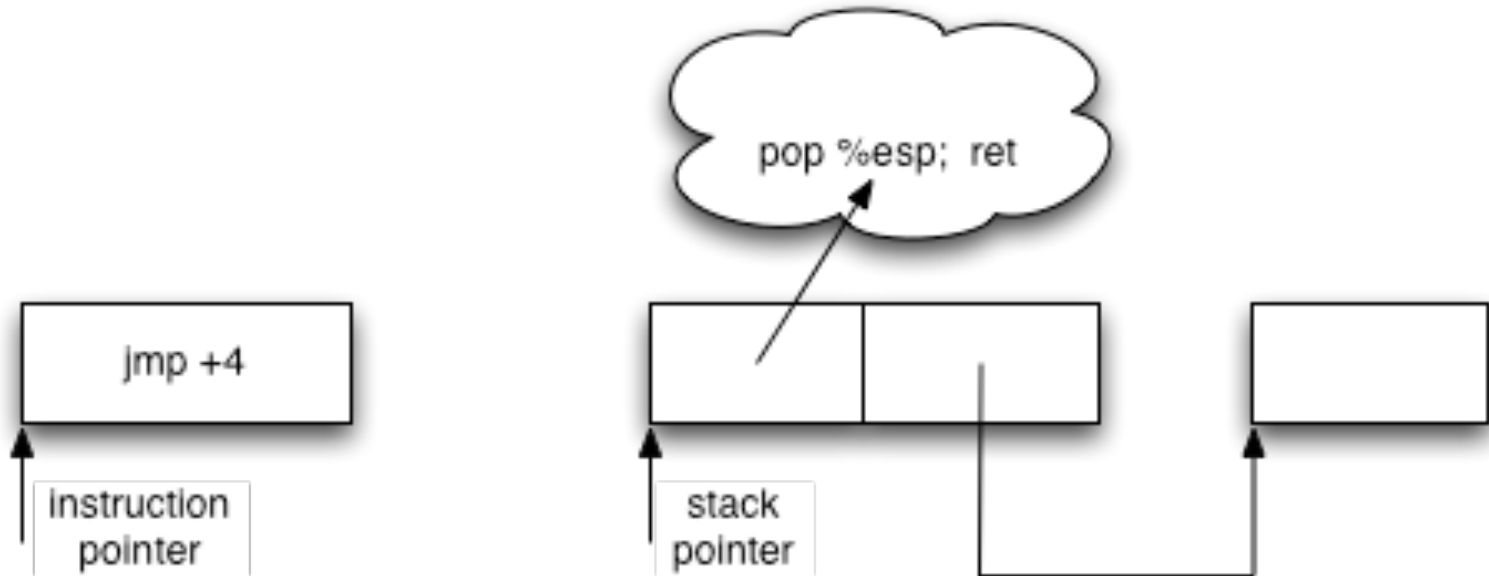 pop %esp; ret
jmp +4
instruction
pointer
stack
pointer